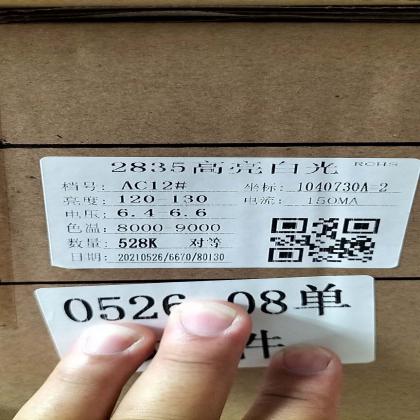 2835高亮白光 ROHS
档号: AC12# 坐标: 1040730A-2
亮度: 120-130 电流: 150MA
电压: 6.4-6.6
色温: 8000-9000
数量: 528K 对等
日期: 20210526/6670/80130
0526 08单
件